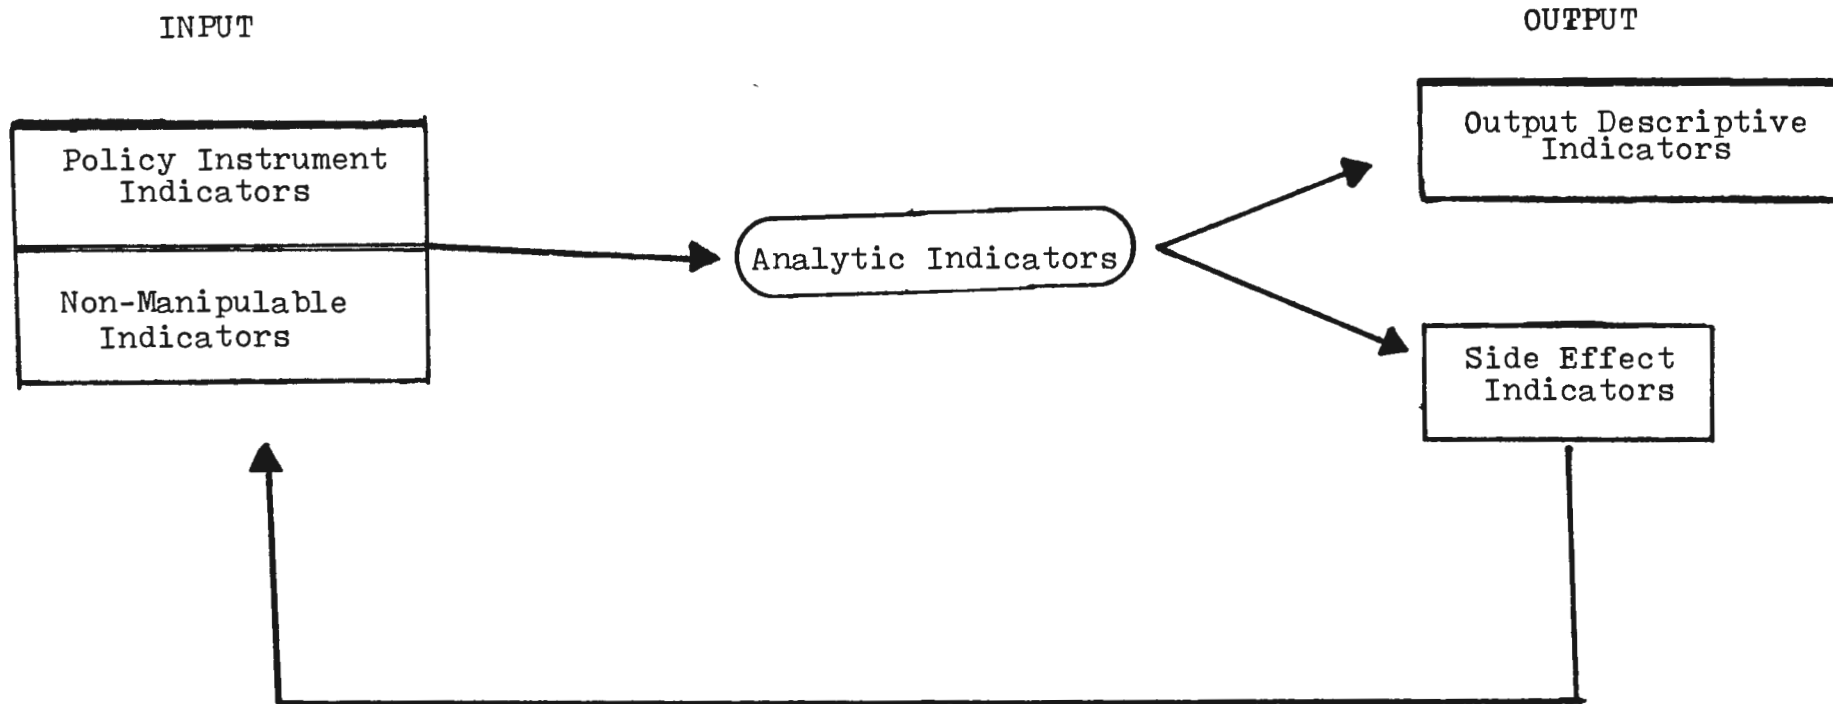 INPUT
OUTPUT
Policy Instrument
Indicators
Non-Manipulable
Indicators
Analytic Indicators
Output Descriptive
Indicators
Side Effect
Indicators